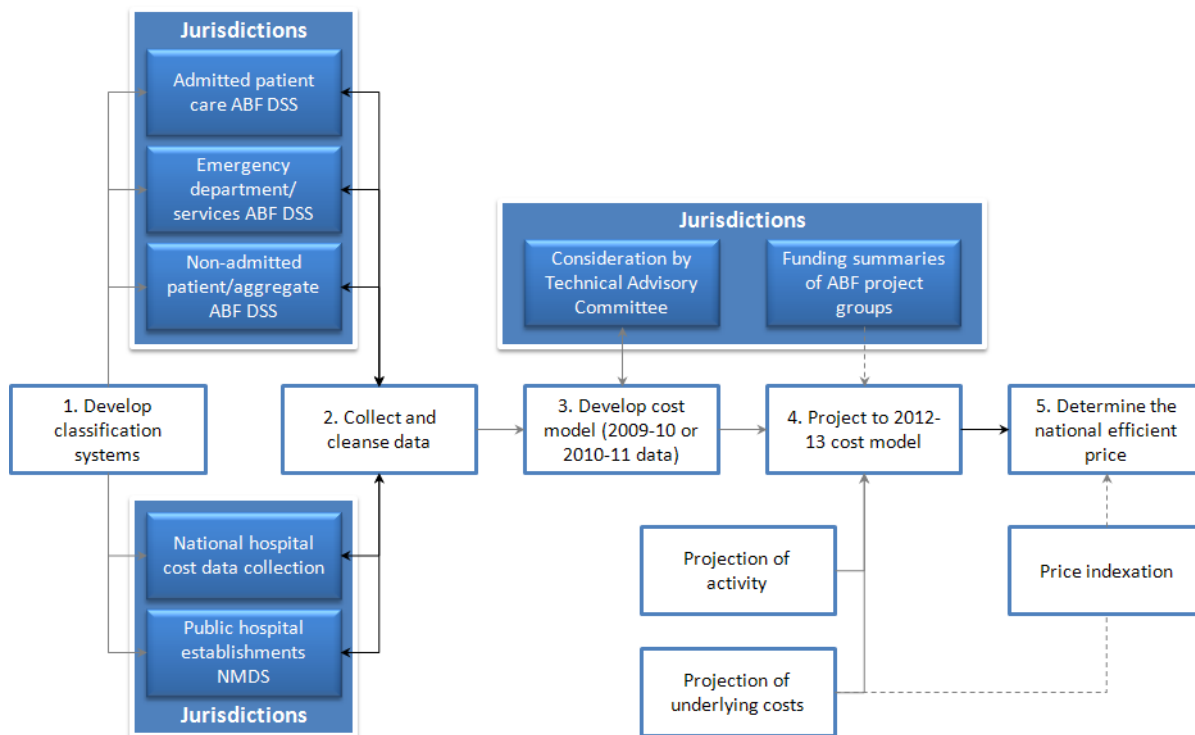 Jurisdictions
Admitted patient
care ABF DSS
Emergency
department/
services ABF DSS
Non-admitted
patient/aggregate
ABF DSS
Jurisdictions
Consideration by
Technical Advisory
Committee
Funding summaries
of ABF project
groups
1. Develop
classification
systems
2. Collect and
cleanse data
3. Develop cost
model (2009-10 or
2010-11 data)
4. Project to 2012-
13 cost model
5. Determine the
national efficient
price
National hospital
cost data collection
Public hospital
establishments
NMDS
Jurisdictions
Projection of
activity
Price indexation
Projection of
underlying costs